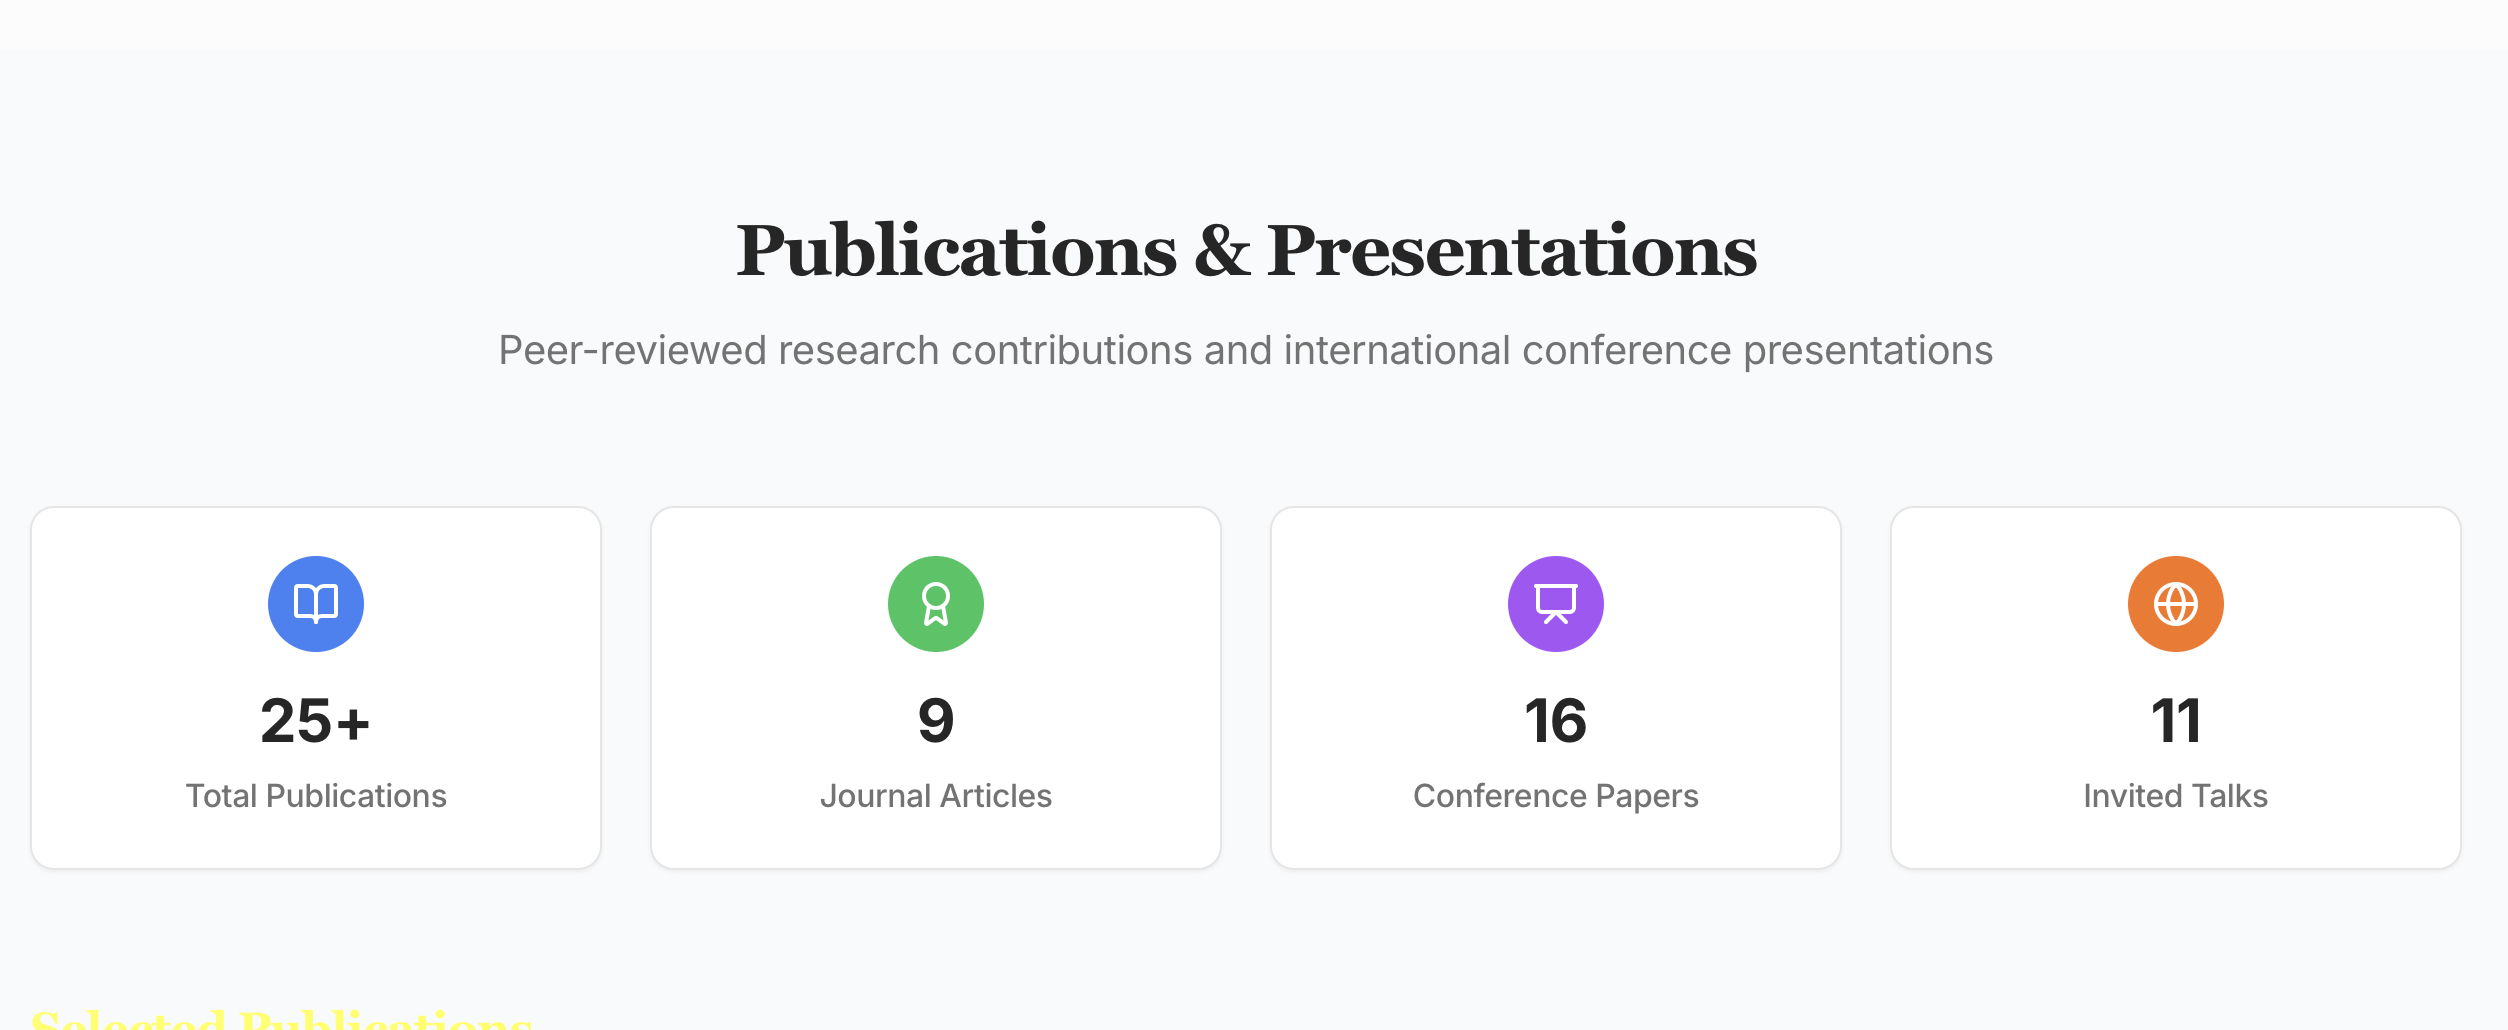 Publications & Presentations
Peer-reviewed research contributions and international conference presentations
25+
Total Publications
9
Journal Articles
16
Conference Papers
11
Invited Talks
Selected Publications